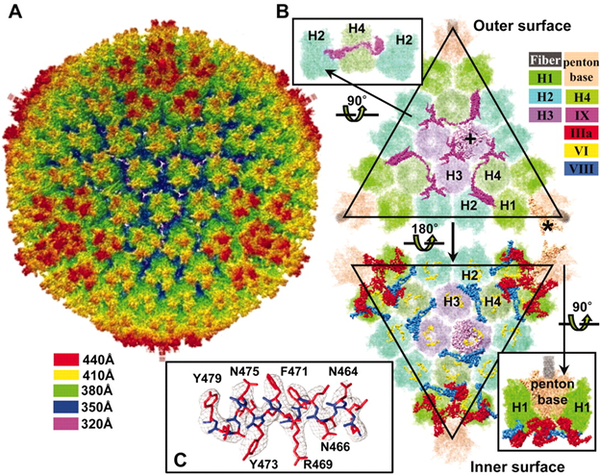 A
B
H2
H4
H2
Outer surface
90°
Fiber
penton
base
H1
H2
H3
H4
IX
IIIa
VI
VIII
+
H3
H4
H2
H1
*
180°
H2
H3
H4
90°
440Å
410Å
380Å
350Å
320Å
Y479
N475
F471
N464
N466
Y473
R469
C
penton
base
H1
H1
Inner surface